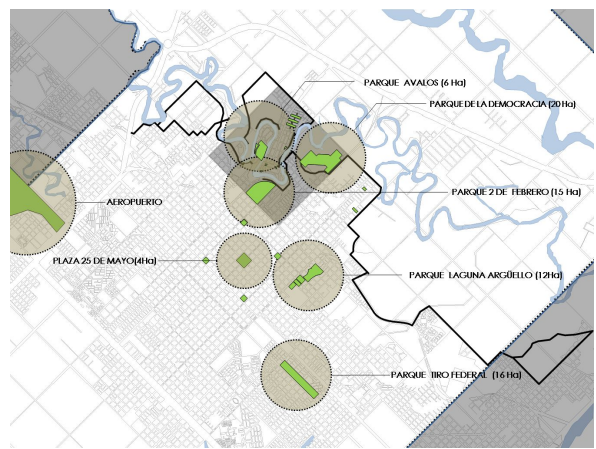 PARQUE AVALOS (6 Ha)
PARQUE DE LA DEMOCRACIA (20 Ha)
PARQUE 2 DE FEBRERO (15 Ha)
AEROPUERTO
PLAZA 25 DE MAYO(4Ha)
PARQUE LAGUNA ARGÜELLO (12Ha)
PARQUE TIRO FEDERAL (16 Ha)